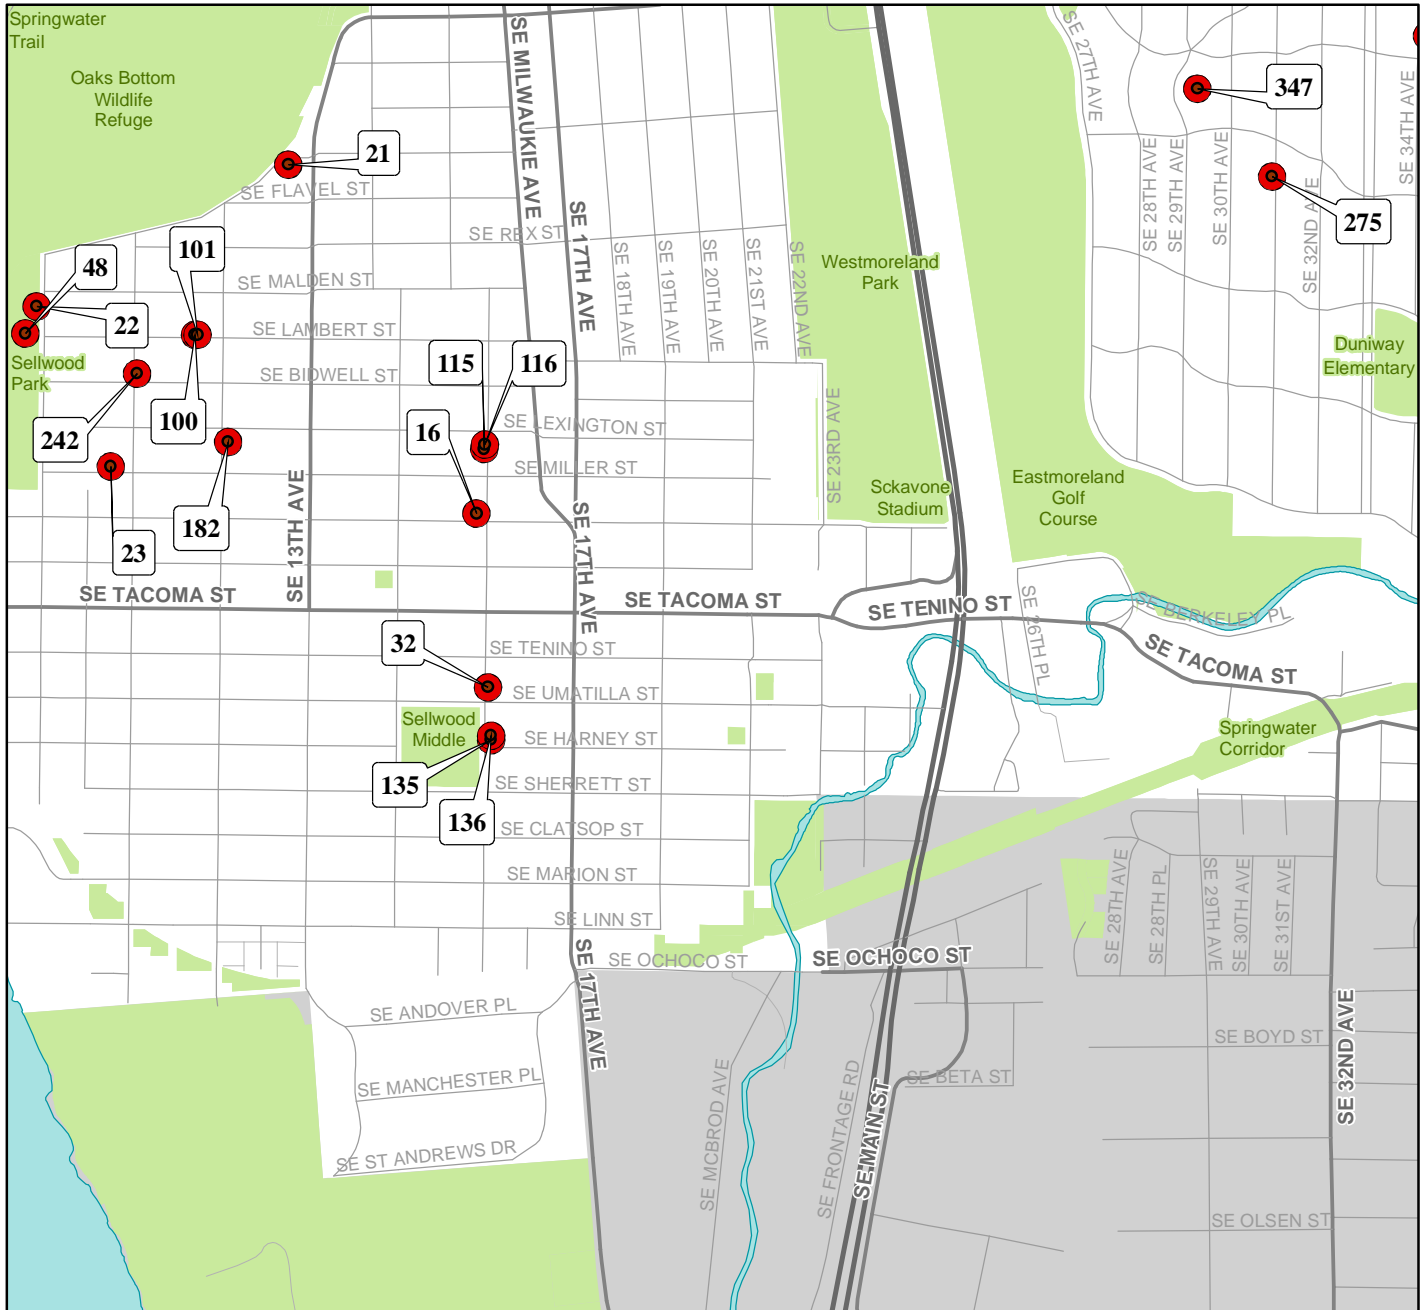 Springwater
Trail
Oaks Bottom
Wildlife
Refuge
SE MILWAUKIE AVE
SE 27TH AVE
347
SE 34TH AVE
21
SE FLAVEL ST
SE 28TH AVE
SE 29TH AVE
SE 30TH AVE
SE 32ND AVE
275
SE REX ST
SE 17TH AVE
101
48
22
SE MALDEN ST
SE LAMBERT ST
SE BIDWELL ST
SE 18TH AVE
SE 19TH AVE
SE 20TH AVE
SE 21ST AVE
SE 22ND AVE
Westmoreland
Park
Sellwood
Park
Duniway
Elementary
115
116
242
100
16
SE LEXINGTON ST
SE MILLER ST
SE 23RD AVE
182
23
SE 13TH AVE
Sckavone
Stadium
Eastmoreland
Golf
Course
SE 17TH AVE
SE TACOMA ST
SE TACOMA ST
SE TENINO ST
SE 26TH PL
SE BERKELEY PL
SE TACOMA ST
32
SE TENINO ST
SE UMATILLA ST
Sellwood
Middle
SE HARNEY ST
Springwater
Corridor
135
SE SHERRETT ST
136
SE CLATSOP ST
SE MARION ST
SE LINN ST
SE OCHOCO ST
SE OCHOCO ST
SE 28TH AVE
SE 28TH PL
SE 29TH AVE
SE 30TH AVE
SE 31ST AVE
SE 17TH AVE
SE ANDOVER PL
SE MANCHESTER PL
SE ST ANDREWS DR
SE MCBROD AVE
SE FRONTAGE RD
SE MAIN ST
SE BETA ST
SE BOYD ST
SE 32ND AVE
SE OLSEN ST